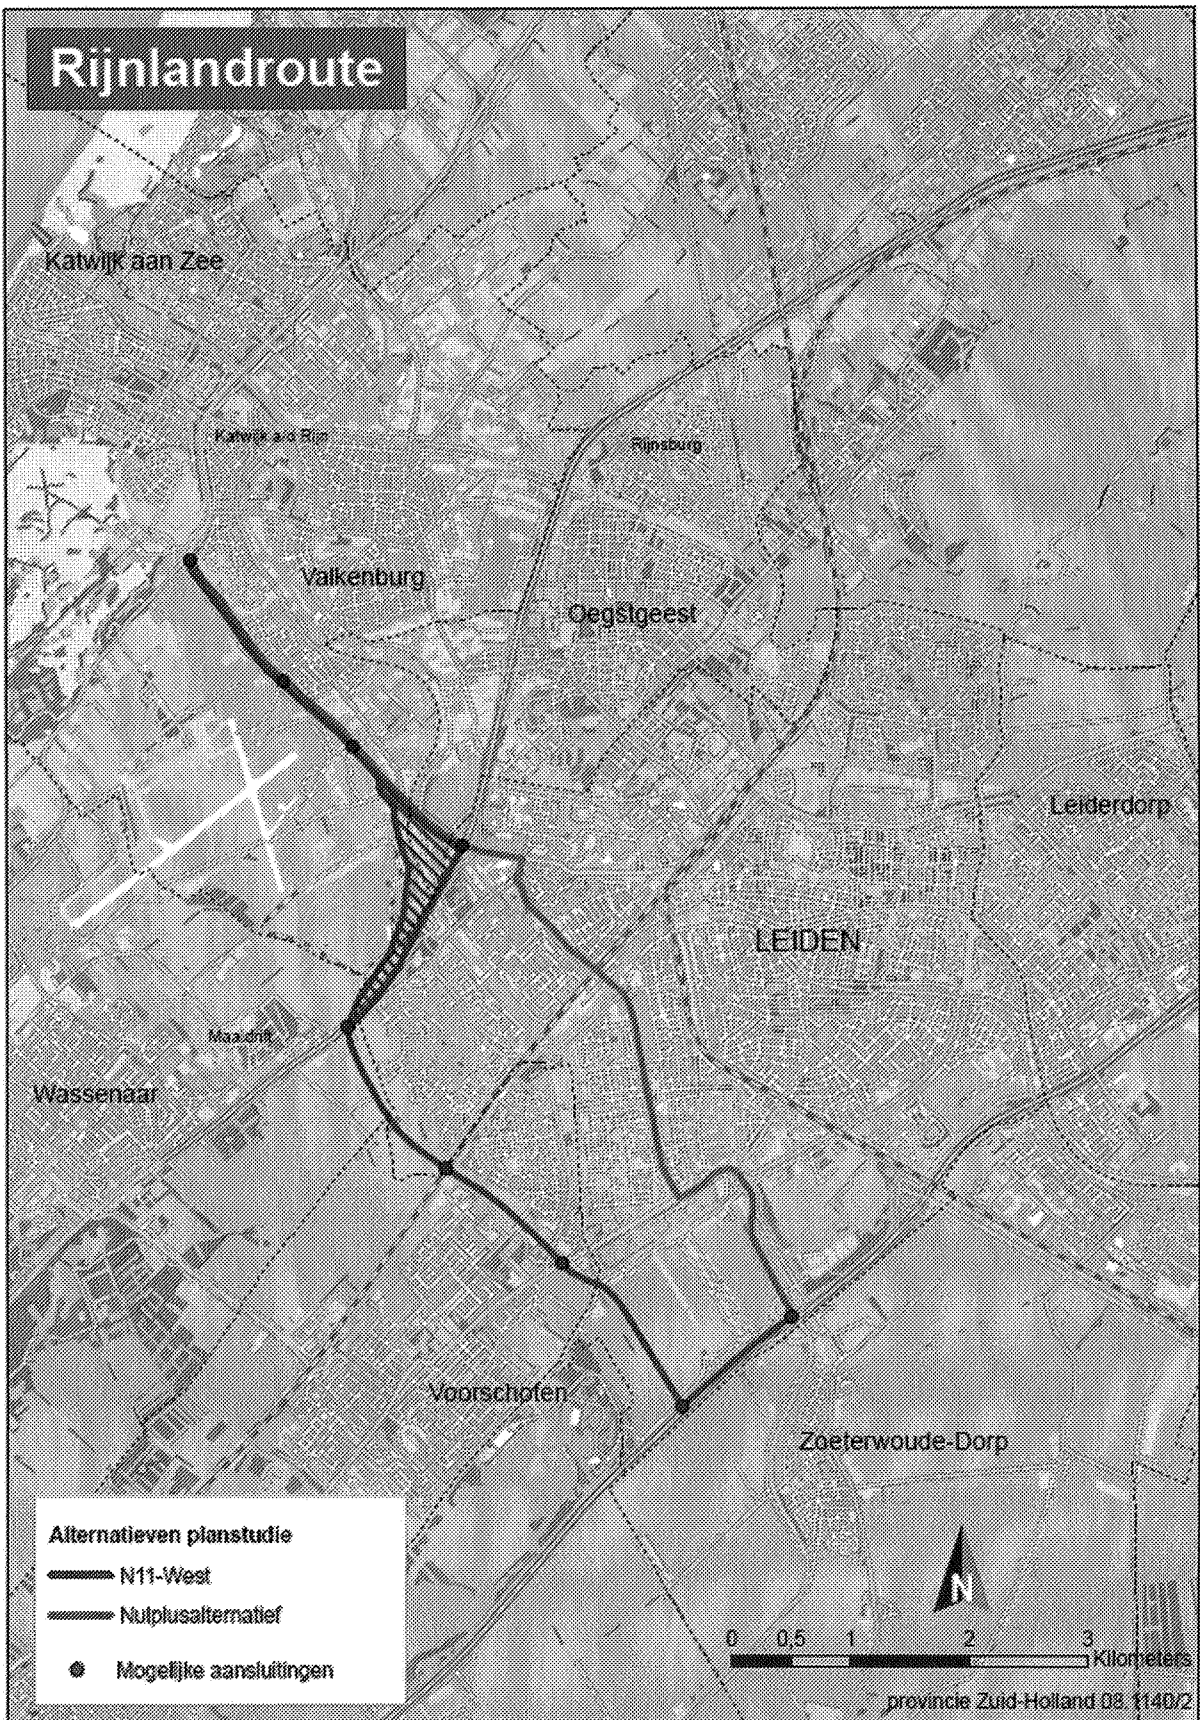 Rijnlandroute
Katwijk aan Zee
Katwijk a/d Rijn
Rijnsburg
Valkenburg
Oegstgeest
Leiderdorp
LEIDEN
Maaldrift
Wassenaar
Voorschoten
Zoeterwoude-Dorp
Alternatieven planstudie
N11-West
Nulplusalternatief
Mogelijke aansluitingen
N
0 0,5 1 2 3
Kilometers
provincie Zuid-Holland 08.1140/2